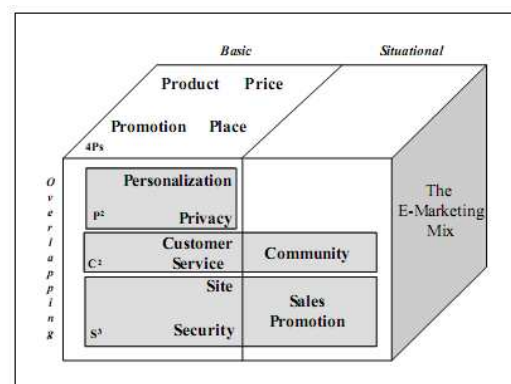 Basic Situational
Product Price
Promotion Place
4Ps
Overlapping
Personalization
P² Privacy
Customer
C² Service Community
Site
Sales
Promotion
S³ Security
The
E-Marketing
Mix